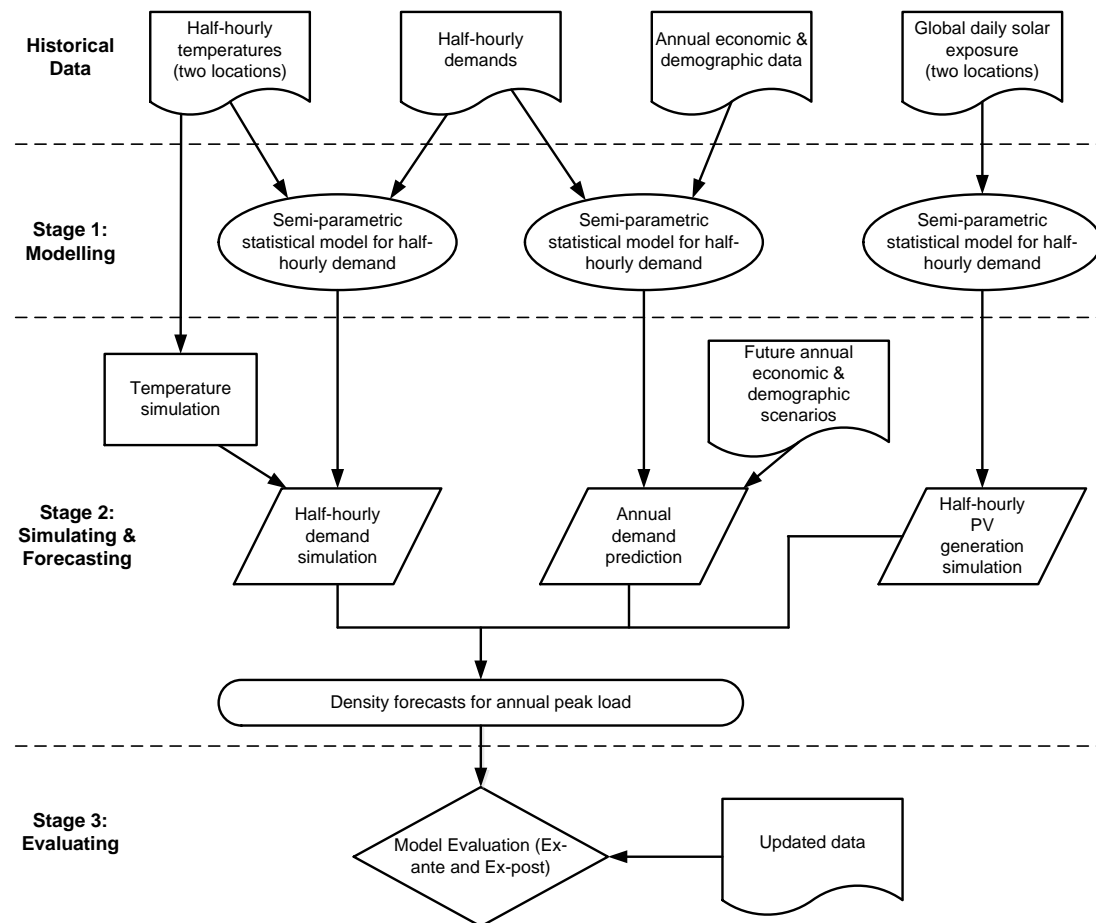 Historical
Data
Half-hourly
temperatures
(two locations)
Half-hourly
demands
Annual economic &
demographic data
Global daily solar
exposure
(two locations)
Stage 1:
Modelling
Semi-parametric
statistical model for half-
hourly demand
Semi-parametric
statistical model for half-
hourly demand
Semi-parametric
statistical model for half-
hourly demand
Temperature
simulation
Future annual
economic &
demographic
scenarios
Stage 2:
Simulating &
Forecasting
Half-hourly
demand
simulation
Annual
demand
prediction
Half-hourly
PV
generation
simulation
Density forecasts for annual peak load
Stage 3:
Evaluating
Model Evaluation (Ex-
ante and Ex-post)
Updated data